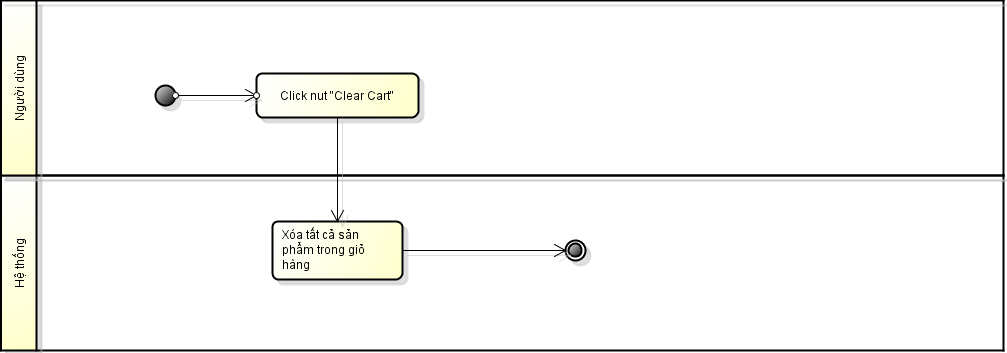 Người dùng
Click nut "Clear Cart"
Hệ thống
Xóa tất cả sản
phẩm trong giỏ
hàng